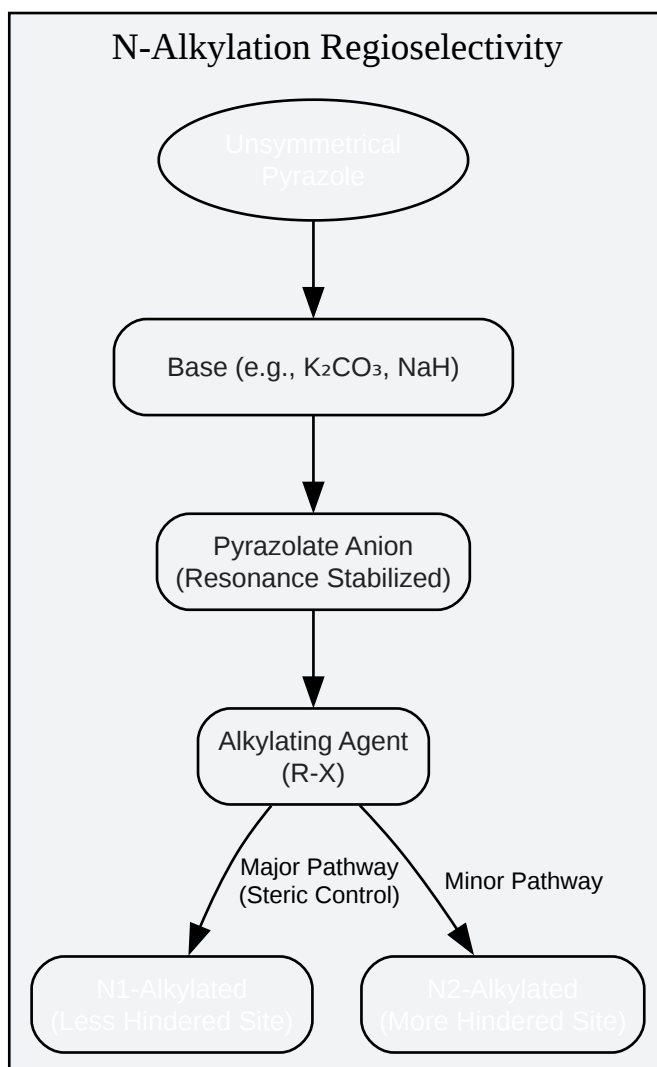 N-Alkylation Regioselectivity
Unsymmetrical
Pyrazole
Base (e.g., K₂CO₃, NaH)
Pyrazolate Anion
(Resonance Stabilized)
Alkylating Agent
(R-X)
Major Pathway
(Steric Control)
Minor Pathway
N1-Alkylated
(Less Hindered Site)
N2-Alkylated
(More Hindered Site)